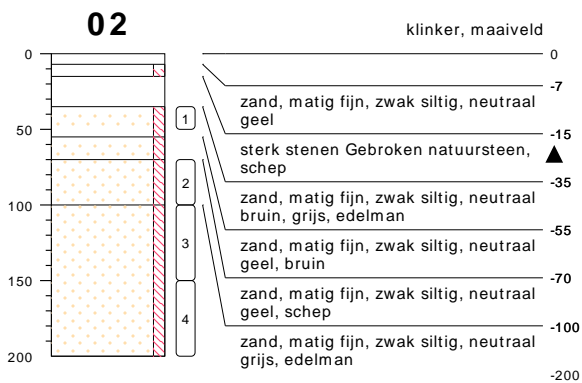 02
klinker, maaiveld
0
0
-7
zand, matig fijn, zwak siltig, neutraal
geel
-15
sterk stenen Gebroken natuursteen,
schep
-35
50
1
zand, matig fijn, zwak siltig, neutraal
bruin, grijs, edelman
-55
zand, matig fijn, zwak siltig, neutraal
geel, bruin
-70
100
2
zand, matig fijn, zwak siltig, neutraal
geel, schep
-100
150
3
zand, matig fijn, zwak siltig, neutraal
grijs, edelman
200
4
-200